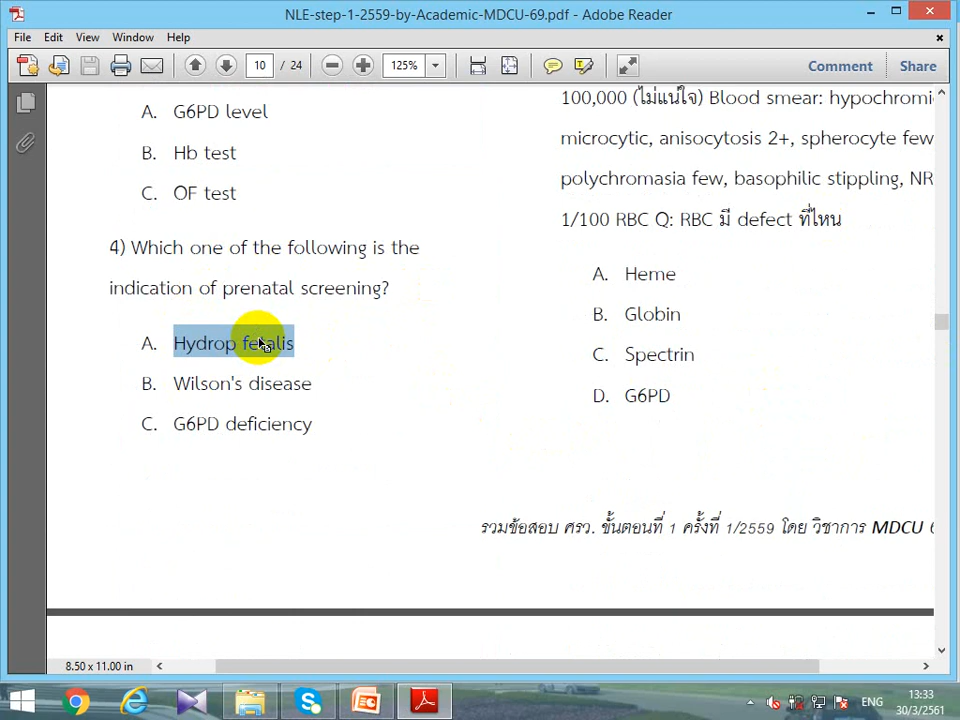 NLE-step-1-2559-by-Academic-MDCU-69.pdf - Adobe Reader
File Edit View Window Help
10 / 24 125% Comment Share
A. G6PD level
B. Hb test
C. OF test
4) Which one of the following is the
indication of prenatal screening?
A. Hydrop fetalis
B. Wilson's disease
C. G6PD deficiency
100,000 (ไม่แน่ใจ) Blood smear: hypochromi
microcytic, anisocytosis 2+, spherocyte few
polychromasia few, basophilic stippling, NR
1/100 RBC Q: RBC มี defect ที่ไหน
A. Heme
B. Globin
C. Spectrin
D. G6PD
รวมข้อสอบ ศรว. ขั้นตอนที่ 1 ครั้งที่ 1/2559 โดย วิชาการ MDCU 6
8.50 x 11.00 in
ENG
13:33
30/3/2561